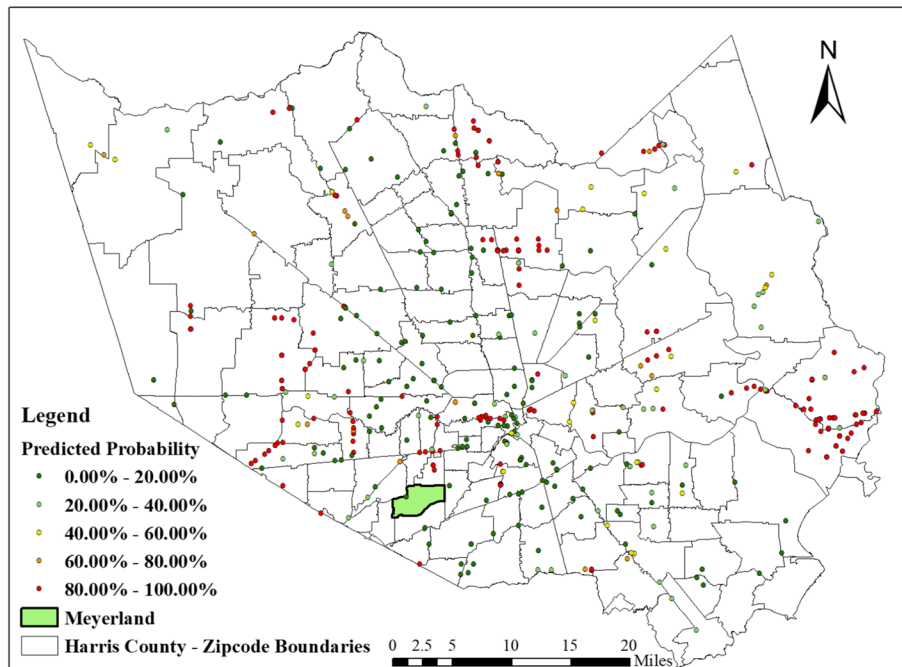 N
Legend
Predicted Probability
0.00% - 20.00%
20.00% - 40.00%
40.00% - 60.00%
60.00% - 80.00%
80.00% - 100.00%
Meyerland
Harris County - Zipcode Boundaries
0 2.5 5 10 15 20
Miles